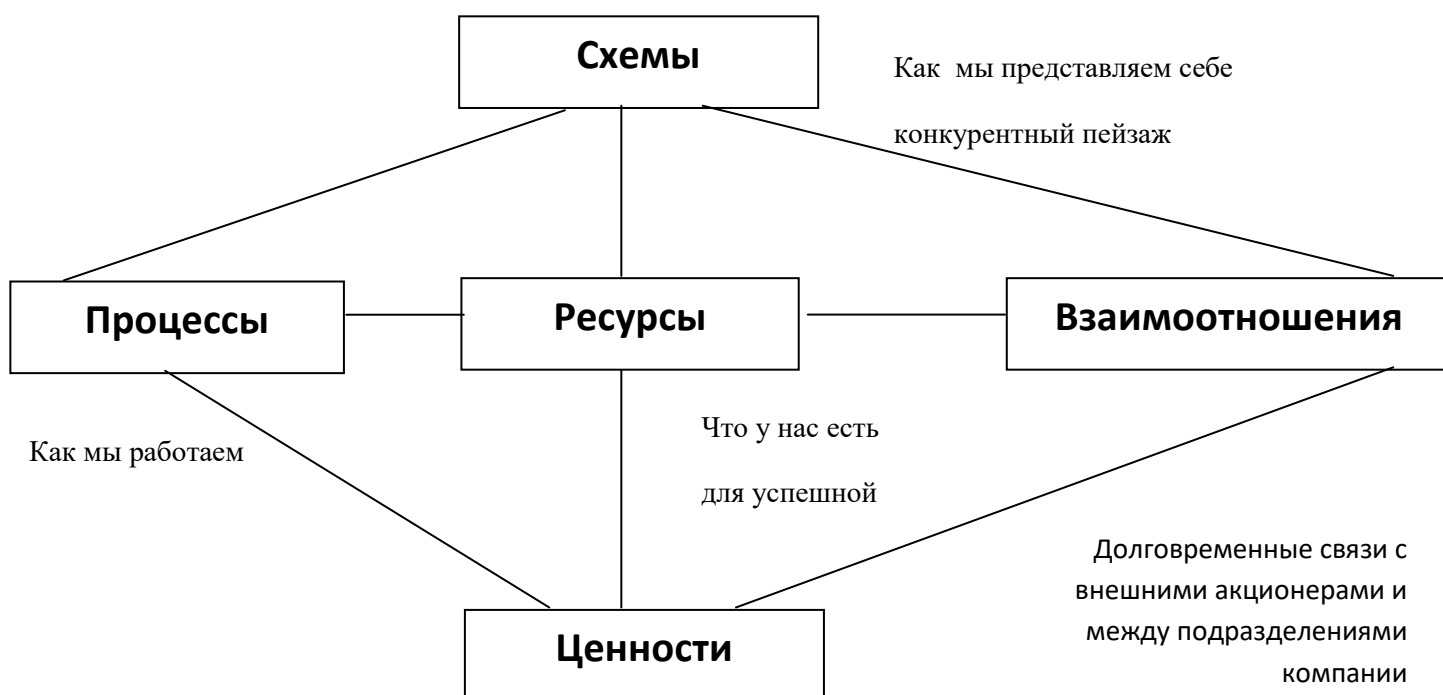 Схемы
Как мы представляем себе
конкурентный пейзаж
Процессы
Ресурсы
Взаимоотношения
Как мы работаем
Что у нас есть
для успешной
Долговременные связи с
внешними акционерами и
между подразделениями
компании
Ценности